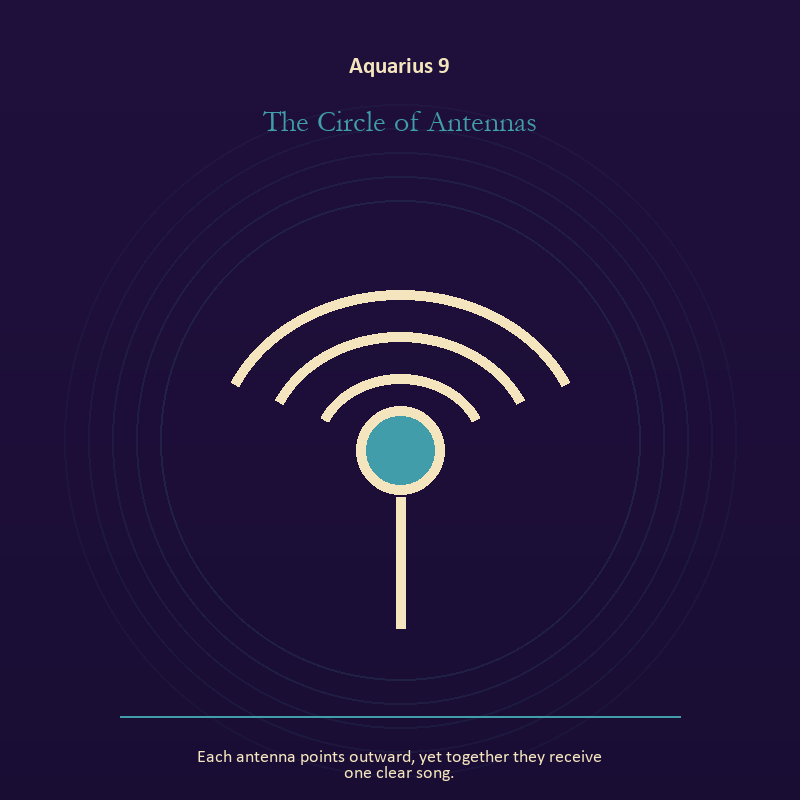 Aquarius 9
The Circle of Antennas
Each antenna points outward, yet together they receive
one clear song.